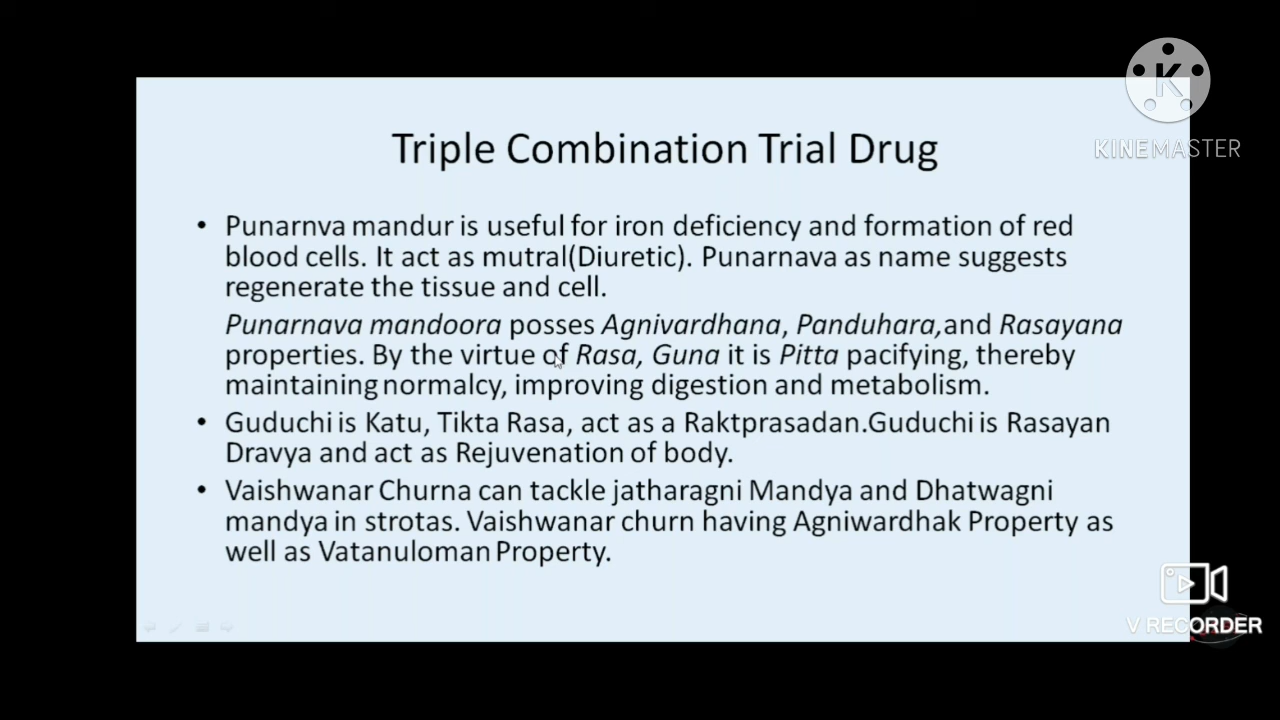 Triple Combination Trial Drug
• Punarnva mandur is useful for iron deficiency and formation of red
blood cells. It act as mutral(Diuretic). Punarnava as name suggests
regenerate the tissue and cell.
Punarnava mandoora posses Agnivardhana, Panduhara,and Rasayana
properties. By the virtue of Rasa, Guna it is Pitta pacifying, thereby
maintaining normalcy, improving digestion and metabolism.
• Guduchi is Katu, Tikta Rasa, act as a Raktprasadan.Guduchi is Rasayan
Dravya and act as Rejuvenation of body.
• Vaishwanar Churna can tackle jatharagni Mandya and Dhatwagni
mandya in strotas. Vaishwanar churn having Agniwardhak Property as
well as Vatanuloman Property.
K
KINEMASTER
V RECORDER